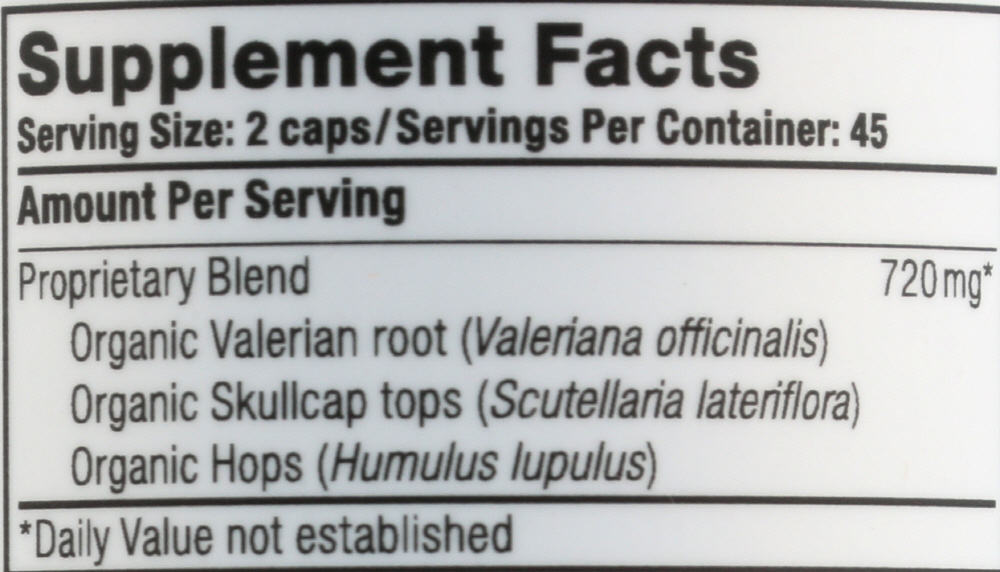 Supplement Facts
Serving Size: 2 caps/Servings Per Container: 45
Amount Per Serving
Proprietary Blend 720mg*
Organic Valerian root (Valeriana officinalis)
Organic Skullcap tops (Scutellaria lateriflora)
Organic Hops (Humulus lupulus)
*Daily Value not established